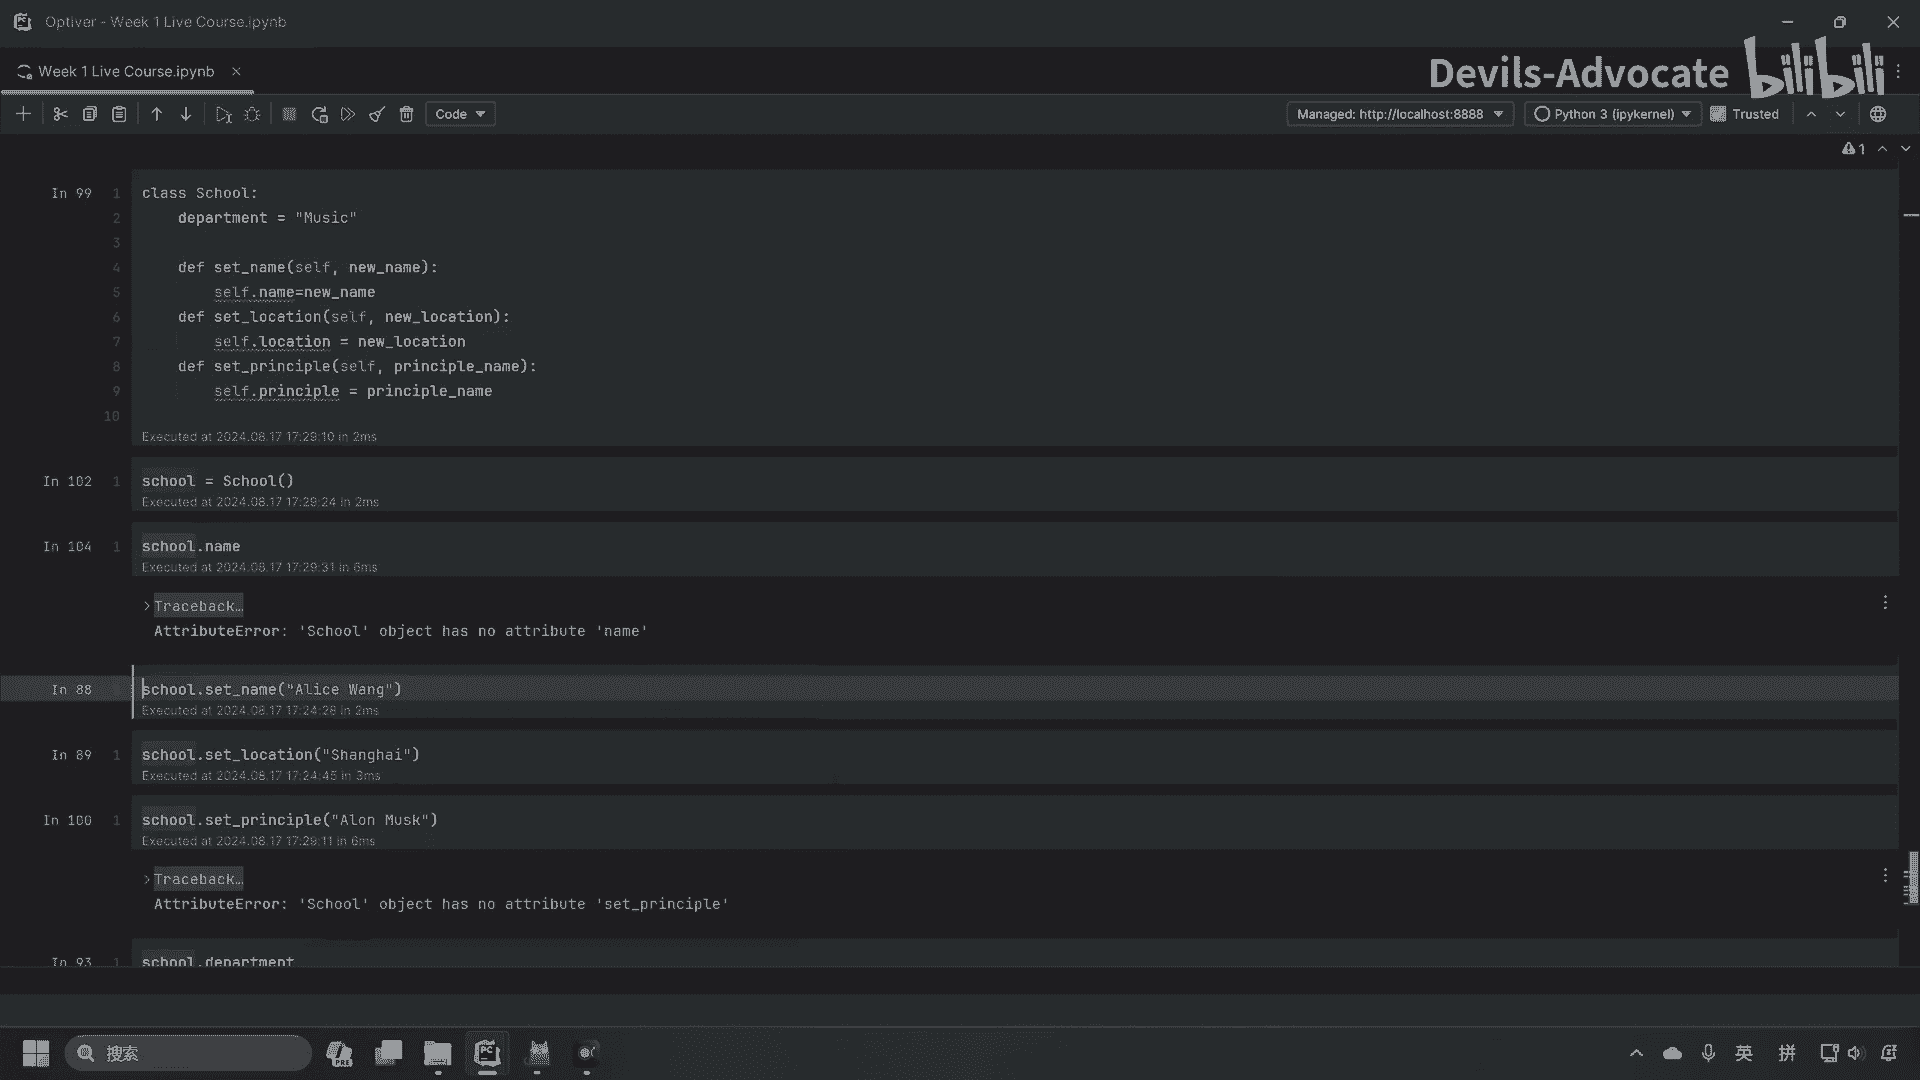 Optiver - Week 1 Live Course.ipynb
Week 1 Live Course.ipynb
Devils-Advocate bilibili
Code
Managed: http://localhost:8888
Python 3 (ipykernel)
Trusted
1
In 99
1 class School:
2 department = "Music"
3
4 def set_name(self, new_name):
5 self.name=new_name
6 def set_location(self, new_location):
7 self.location = new_location
8 def set_principle(self, principle_name):
9 self.principle = principle_name
10
Executed at 2024.08.17 17:29:10 in 2ms
In 102 1 school = School()
Executed at 2024.08.17 17:29:24 in 2ms
In 104 1 school.name
Executed at 2024.08.17 17:29:31 in 6ms
Traceback…
AttributeError: 'School' object has no attribute 'name'
In 88 1 school.set_name("Alice Wang")
Executed at 2024.08.17 17:24:28 in 2ms
In 89 1 school.set_location("Shanghai")
Executed at 2024.08.17 17:24:45 in 3ms
In 100 1 school.set_principle("Alon Musk")
Executed at 2024.08.17 17:29:11 in 6ms
Traceback…
AttributeError: 'School' object has no attribute 'set_principle'
In 93 1 school.department
搜索
PRE
PC
英
拼